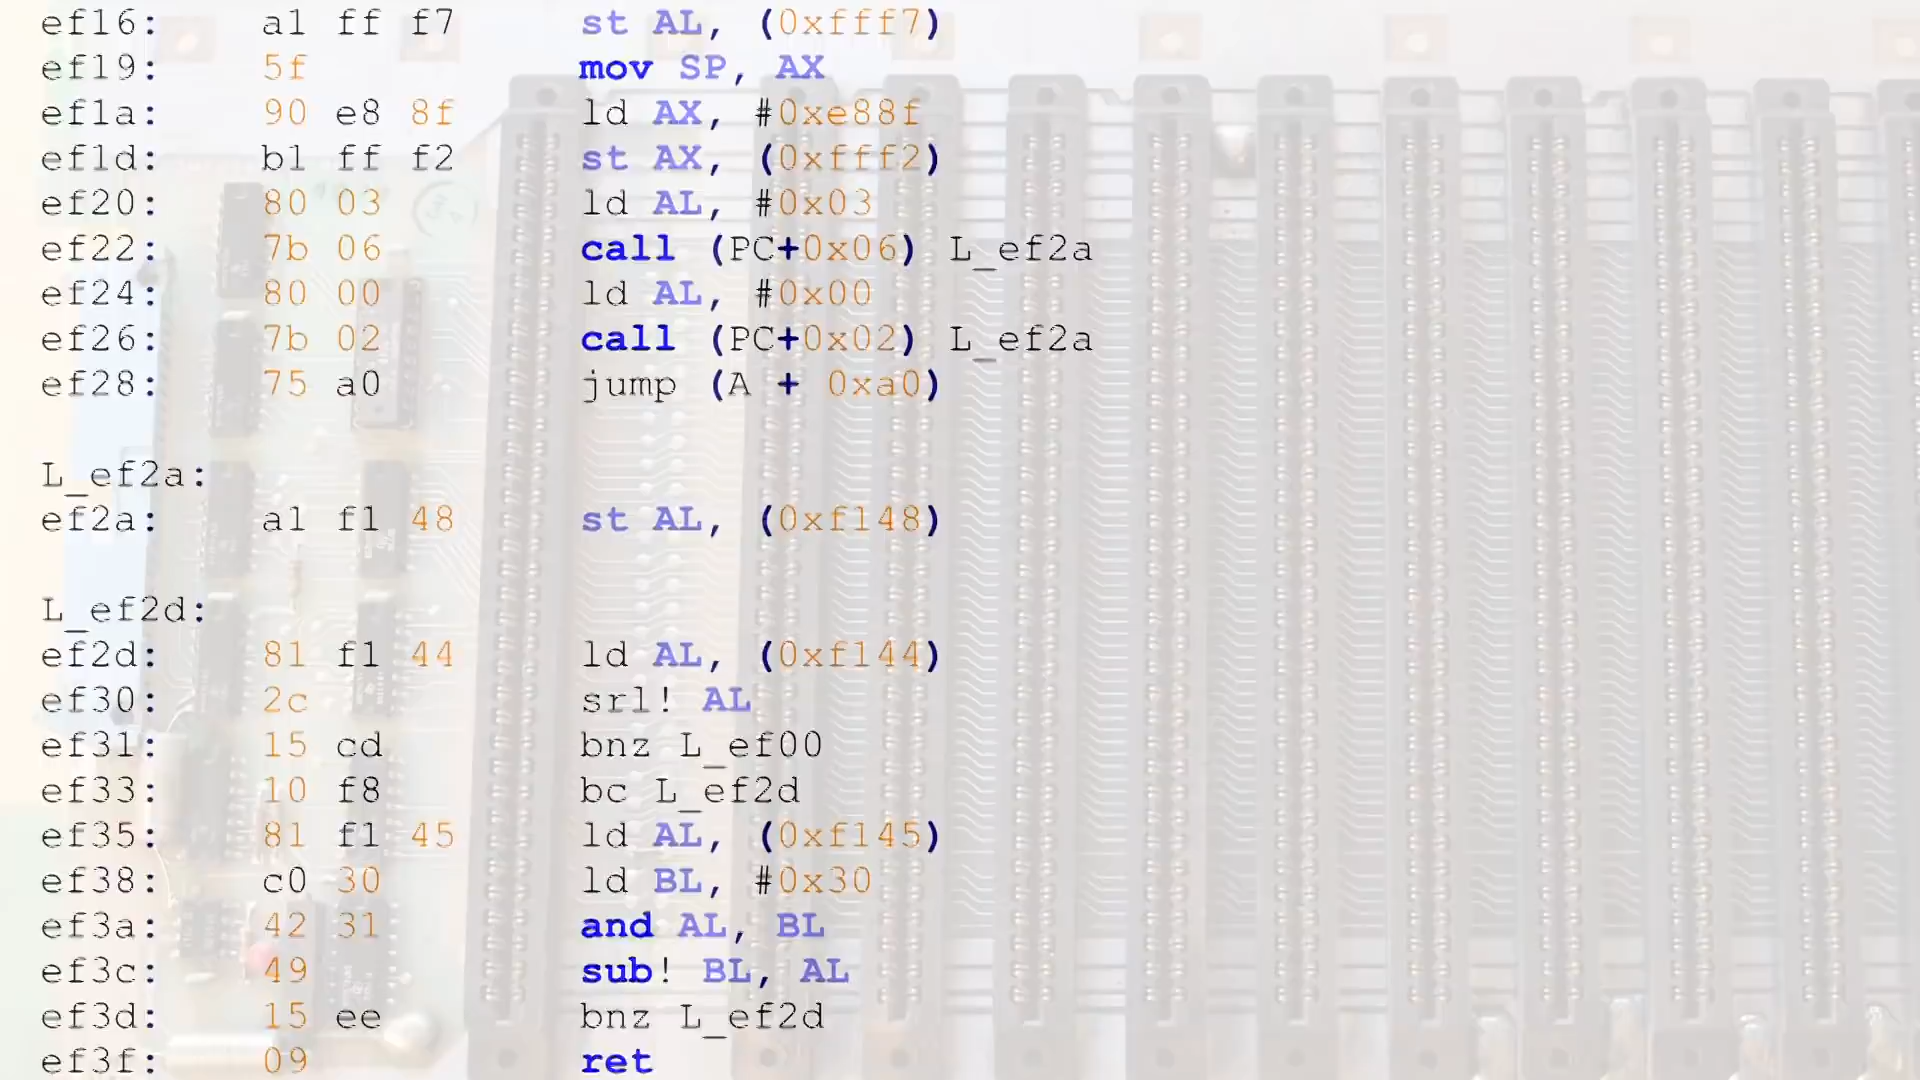 ef16: a1 ff f7 st AL, (0xfff7)
ef19: 5f mov SP, AX
ef1a: 90 e8 8f ld AX, #0xe88f
ef1d: b1 ff f2 st AX, (0xfff2)
ef20: 80 03 ld AL, #0x03
ef22: 7b 06 call (PC+0x06) L_ef2a
ef24: 80 00 ld AL, #0x00
ef26: 7b 02 call (PC+0x02) L_ef2a
ef28: 75 a0 jump (A + 0xa0)
L_ef2a:
ef2a: a1 f1 48 st AL, (0xf148)
L_ef2d:
ef2d: 81 f1 44 ld AL, (0xf144)
ef30: 2c srl! AL
ef31: 15 cd bnz L_ef00
ef33: 10 f8 bc L_ef2d
ef35: 81 f1 45 ld AL, (0xf145)
ef38: c0 30 ld BL, #0x30
ef3a: 42 31 and AL, BL
ef3c: 49 sub! BL, AL
ef3d: 15 ee bnz L_ef2d
ef3f: 09 ret